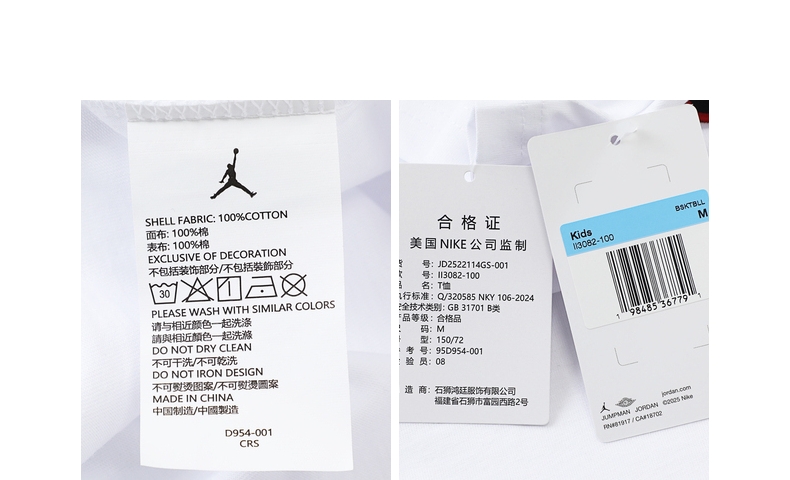 SHELL FABRIC: 100%COTTON
面布: 100%棉
表布: 100%棉
EXCLUSIVE OF DECORATION
不包括装饰部分/不包括裝飾部分
30
PLEASE WASH WITH SIMILAR COLORS
请与相近颜色一起洗涤
請與相近顏色一起洗滌
DO NOT DRY CLEAN
不可干洗/不可乾洗
DO NOT IRON DESIGN
不可熨烫图案/不可熨燙圖案
MADE IN CHINA
中国制造/中國製造
D954-001
CRS
合格证
美国NIKE公司监制
号: JD2522114GS-001
号: II3082-100
名: T恤
执行标准: Q/320585 NKY 106-2024
安全技术类别: GB 31701 B类
产品等级: 合格品
码: M
型: 150/72
考号: 95D954-001
验员: 08
造商: 石狮鸿廷服饰有限公司
福建省石狮市富园西路2号
BSKTBLL
Kids
M
II3082-100
1 98485 36779 1
jordan.com
JUMPMAN JORDAN ©2025 Nike
RN#81917 / CA#18702